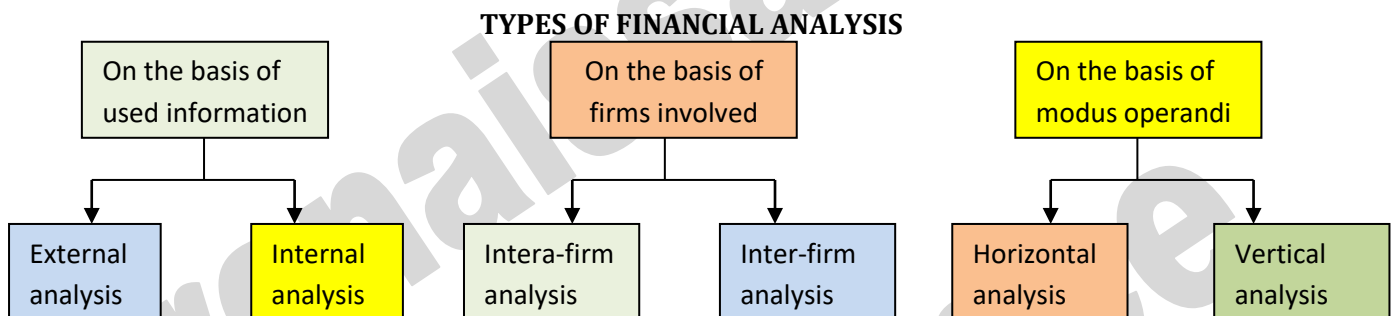 TYPES OF FINANCIAL ANALYSIS
On the basis of
used information
On the basis of
firms involved
On the basis of
modus operandi
External
analysis
Internal
analysis
Intera-firm
analysis
Inter-firm
analysis
Horizontal
analysis
Vertical
analysis